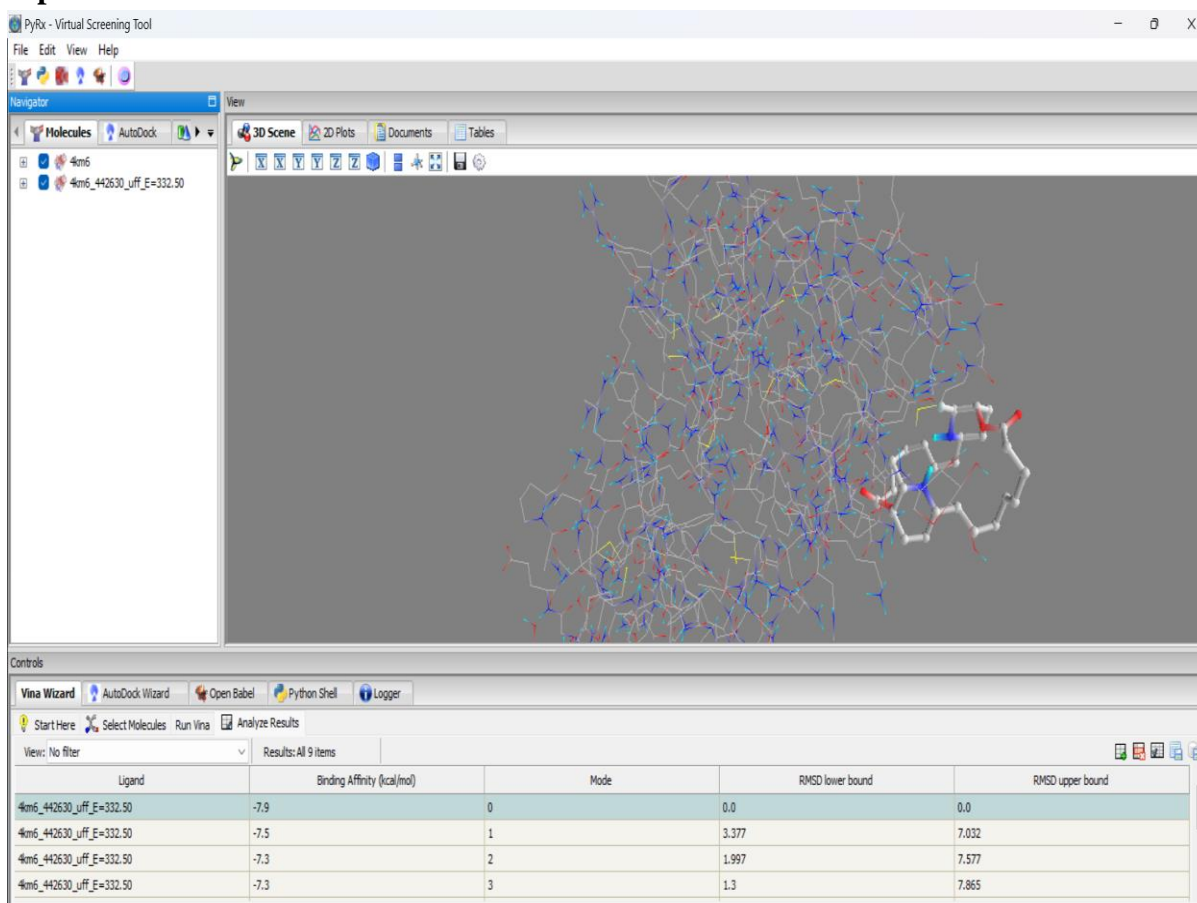 PyRx - Virtual Screening Tool
File Edit View Help
Navigator
View
Molecules AutoDock
3D Scene 2D Plots Documents Tables
4km6
4km6_442630_uff_E=332.50
X X Y Y Z Z
Controls
Vina Wizard AutoDock Wizard Open Babel Python Shell Logger
Start Here Select Molecules Run Vina Analyze Results
View: No filter Results: All 9 items
Ligand Binding Affinity (kcal/mol) Mode RMSD lower bound RMSD upper bound
4km6_442630_uff_E=332.50 -7.9 0 0.0 0.0
4km6_442630_uff_E=332.50 -7.5 1 3.377 7.032
4km6_442630_uff_E=332.50 -7.3 2 1.997 7.577
4km6_442630_uff_E=332.50 -7.3 3 1.3 7.865